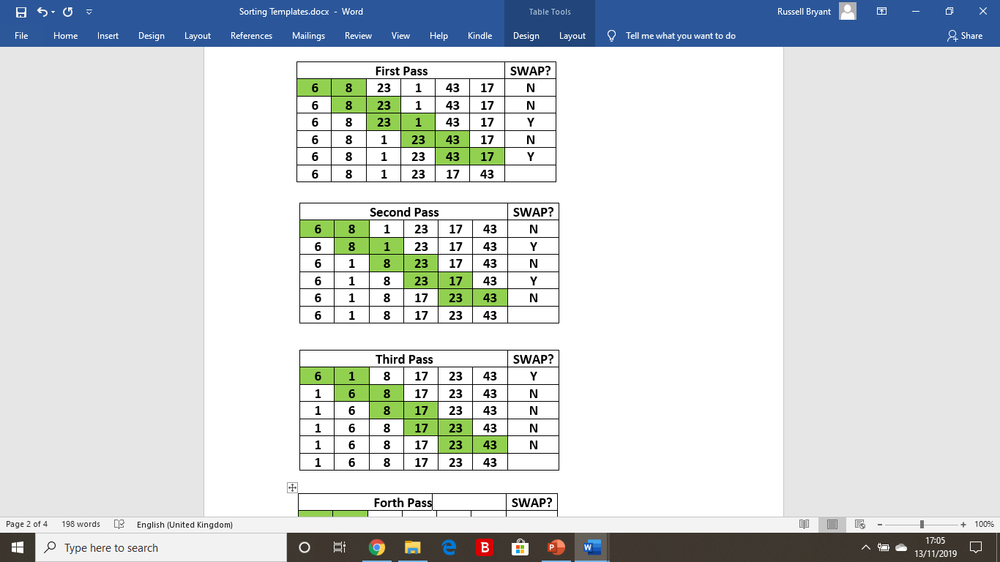 Sorting Templates.docx - Word
Table Tools
Russell Bryant
File Home Insert Design Layout References Mailings Review View Help Kindle Design Layout Tell me what you want to do Share
First Pass SWAP?
6 8 23 1 43 17 N
6 8 23 1 43 17 N
6 8 23 1 43 17 Y
6 8 1 23 43 17 N
6 8 1 23 43 17 Y
6 8 1 23 17 43
Second Pass SWAP?
6 8 1 23 17 43 N
6 8 1 23 17 43 Y
6 1 8 23 17 43 N
6 1 8 23 17 43 Y
6 1 8 17 23 43 N
6 1 8 17 23 43
Third Pass SWAP?
6 1 8 17 23 43 Y
1 6 8 17 23 43 N
1 6 8 17 23 43 N
1 6 8 17 23 43 N
1 6 8 17 23 43 N
1 6 8 17 23 43
Forth Pass SWAP?
Page 2 of 4 198 words English (United Kingdom) 100%
Type here to search
17:05
13/11/2019